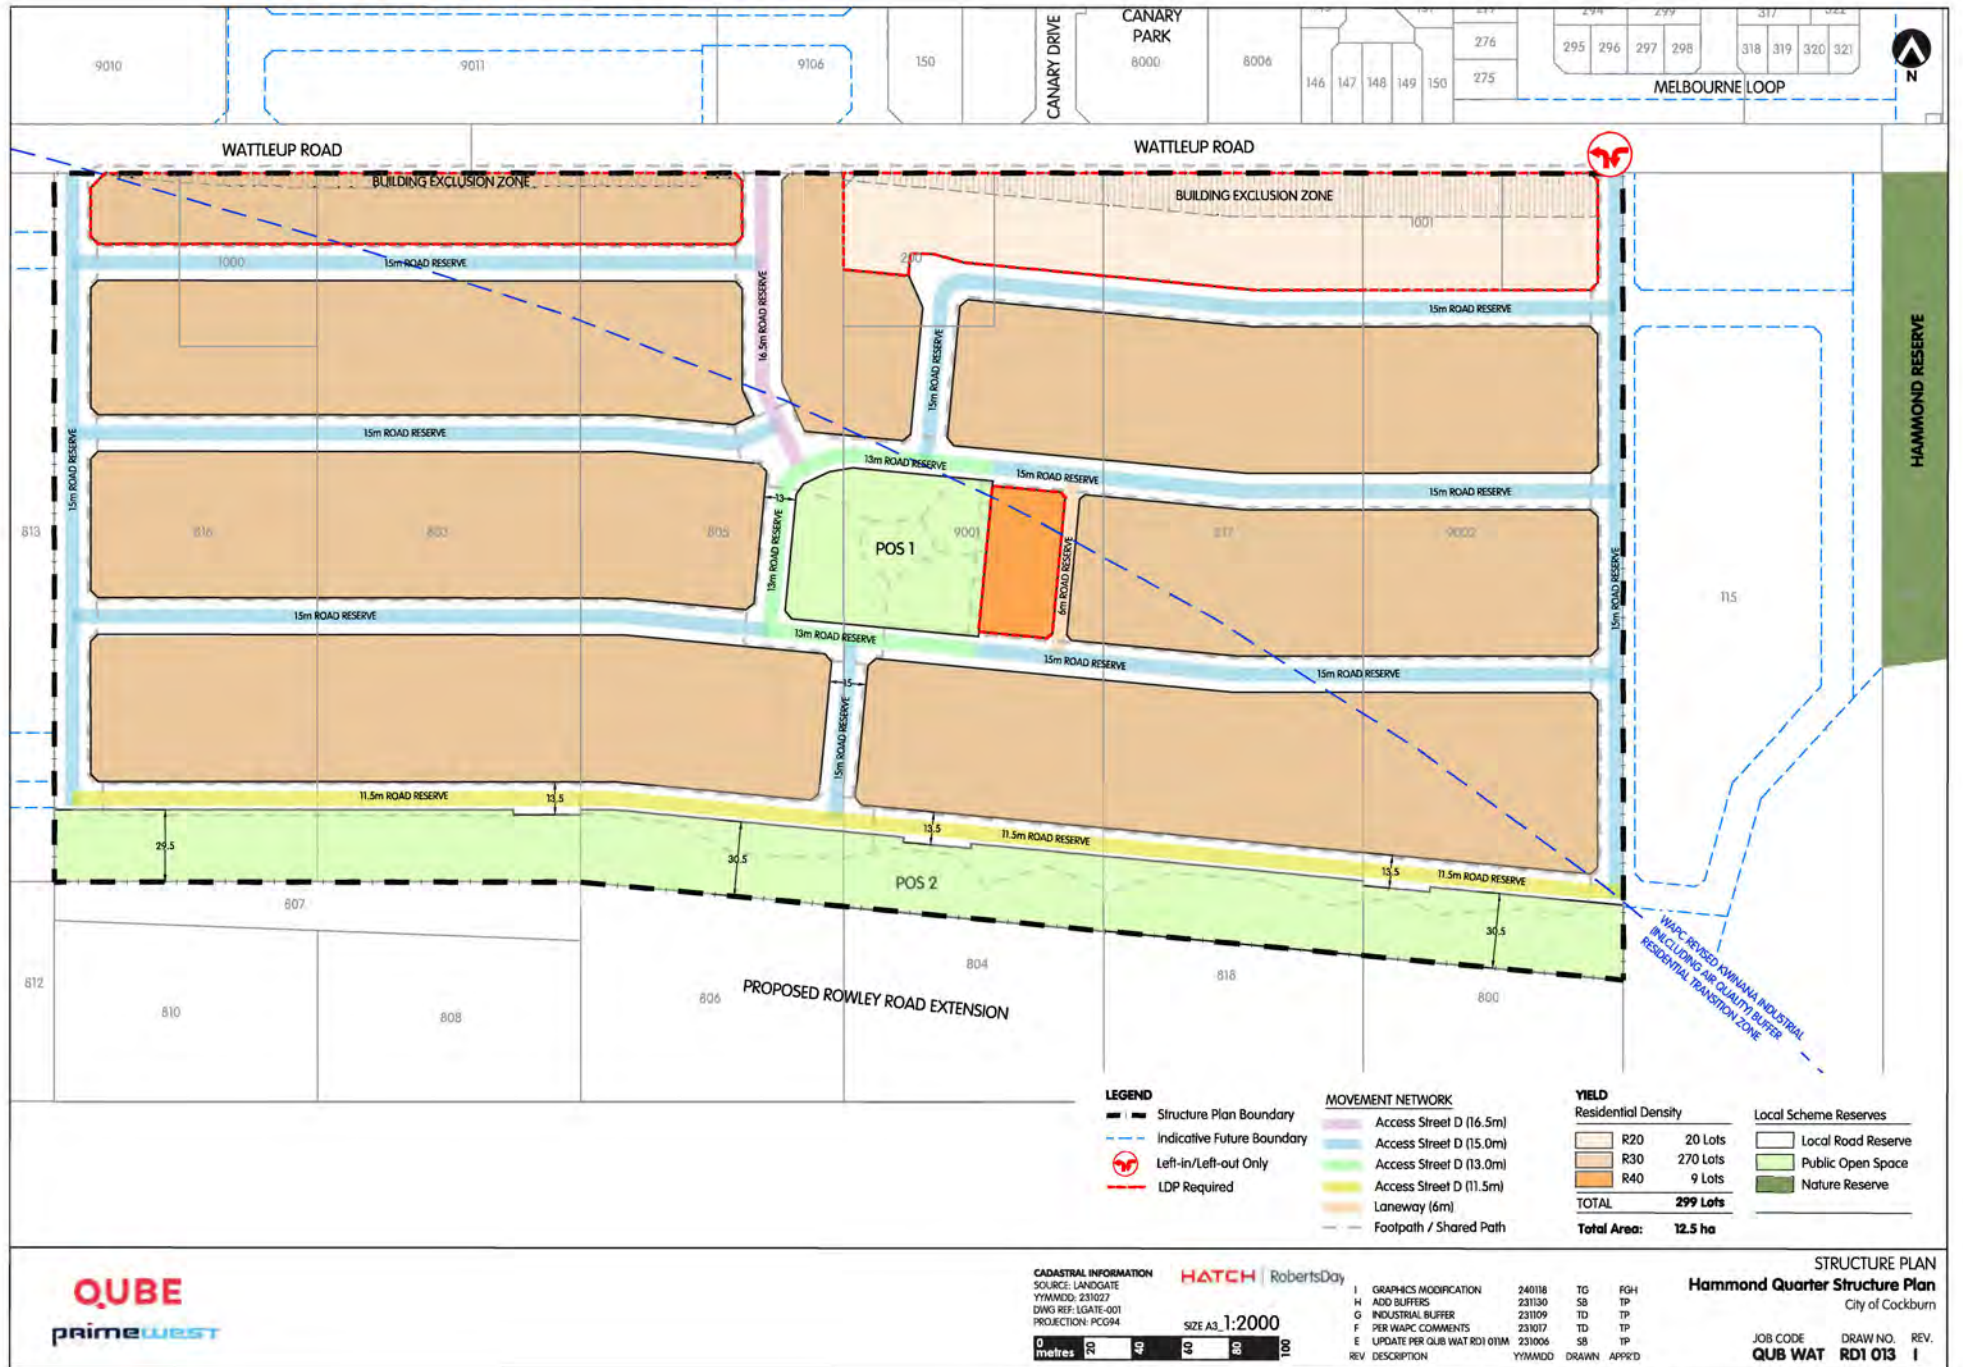 CANARY
PARK
CANARY DRIVE
9010
9011
9106
150
8000
8006
146
147
148
149
150
276
275
294
299
295
296
297
298
317
322
318
319
320
321
MELBOURNE LOOP
N
WATTLEUP ROAD
WATTLEUP ROAD
BUILDING EXCLUSION ZONE
BUILDING EXCLUSION ZONE
1001
1000
200
15m ROAD RESERVE
16.5m ROAD RESERVE
15m ROAD RESERVE
15m ROAD RESERVE
HAMMOND RESERVE
15m ROAD RESERVE
15m ROAD RESERVE
13m ROAD RESERVE
15m ROAD RESERVE
15m ROAD RESERVE
13
813
816
803
805
13m ROAD RESERVE
POS 1
9001
6m ROAD RESERVE
817
9002
15m ROAD RESERVE
115
15m ROAD RESERVE
13m ROAD RESERVE
15m ROAD RESERVE
15m ROAD RESERVE
15
15m ROAD RESERVE
11.5m ROAD RESERVE
13.5
13.5
11.5m ROAD RESERVE
13.5
11.5m ROAD RESERVE
29.5
30.5
POS 2
30.5
807
812
810
808
806
804
818
800
PROPOSED ROWLEY ROAD EXTENSION
WAPC REVISED KWINANA INDUSTRIAL
(INLCLUDING AIR QUALITY) BUFFER
RESIDENTIAL TRANSITION ZONE
LEGEND
Structure Plan Boundary
Indicative Future Boundary
Left-in/Left-out Only
LDP Required
MOVEMENT NETWORK
Access Street D (16.5m)
Access Street D (15.0m)
Access Street D (13.0m)
Access Street D (11.5m)
Laneway (6m)
Footpath / Shared Path
YIELD
Residential Density
R20 20 Lots
R30 270 Lots
R40 9 Lots
TOTAL 299 Lots
Total Area: 12.5 ha
Local Scheme Reserves
Local Road Reserve
Public Open Space
Nature Reserve
QUBE
primewest
CADASTRAL INFORMATION
SOURCE: LANDGATE
YYMMDD: 231027
DWG REF: LGATE-001
PROJECTION: PCG94
HATCH | RobertsDay
SIZE A3_1:2000
0 20 40 60 80 100
metres
I GRAPHICS MODIFICATION 240118 TG FGH
H ADD BUFFERS 231130 SB TP
G INDUSTRIAL BUFFER 231109 TD TP
F PER WAPC COMMENTS 231017 TD TP
E UPDATE PER QUB WAT RD1 011M 231006 SB TP
REV DESCRIPTION YYMMDD DRAWN APPR'D
STRUCTURE PLAN
Hammond Quarter Structure Plan
City of Cockburn
JOB CODE DRAW NO. REV.
QUB WAT RD1 013 I